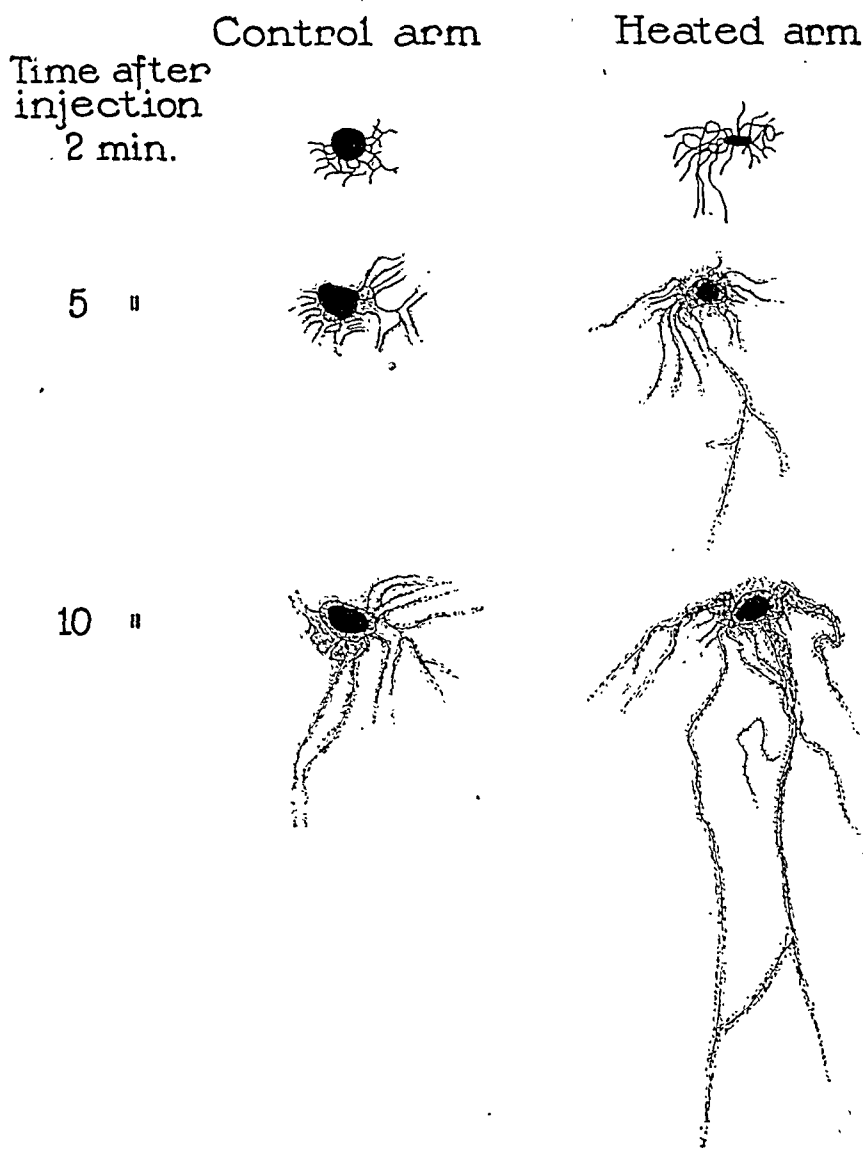 Control arm Heated arm
Time after
injection
2 min.
5 "
10 "